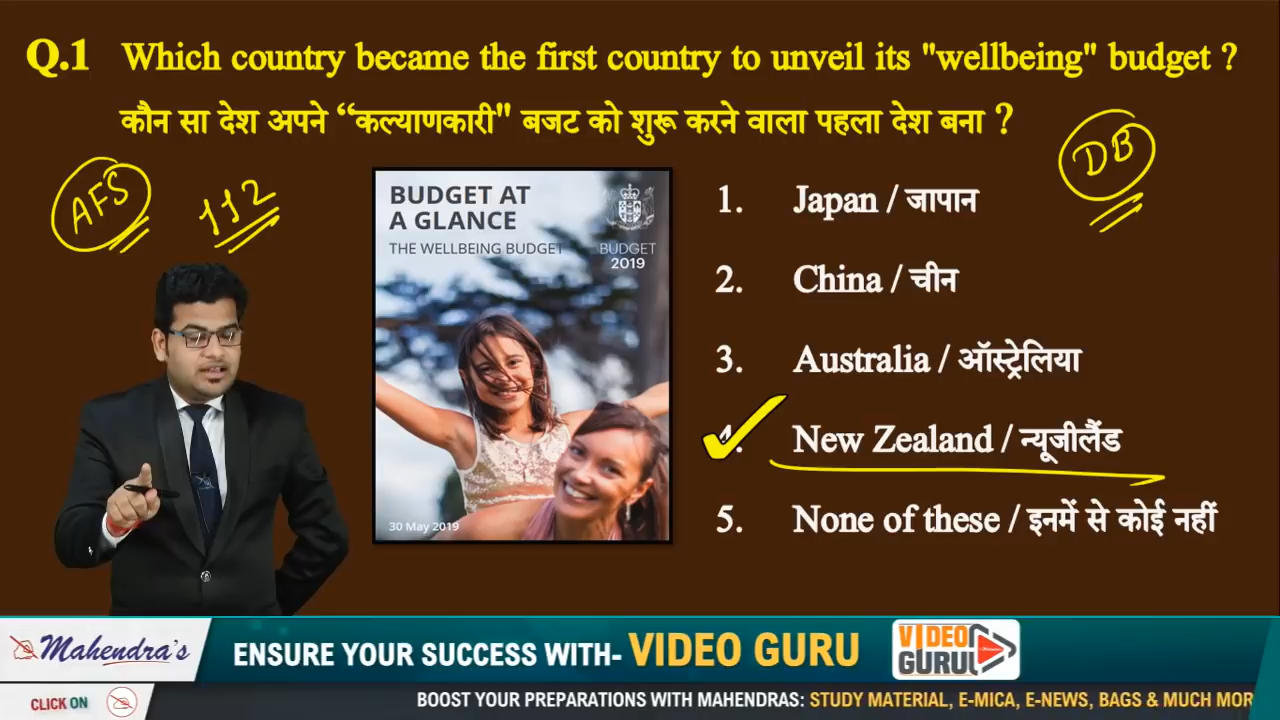 Q.1 Which country became the first country to unveil its "wellbeing" budget ?
कौन सा देश अपने “कल्याणकारी" बजट को शुरू करने वाला पहला देश बना ?
AFS
112
DB
BUDGET AT
A GLANCE
THE WELLBEING BUDGET
BUDGET
2019
30 May 2019
1. Japan / जापान
2. China / चीन
3. Australia / ऑस्ट्रेलिया
4. New Zealand / न्यूजीलैंड
5. None of these / इनमें से कोई नहीं
Mahendra's
ENSURE YOUR SUCCESS WITH- VIDEO GURU
VIDEO
GURU
CLICK ON
BOOST YOUR PREPARATIONS WITH MAHENDRAS: STUDY MATERIAL, E-MICA, E-NEWS, BAGS & MUCH MOR